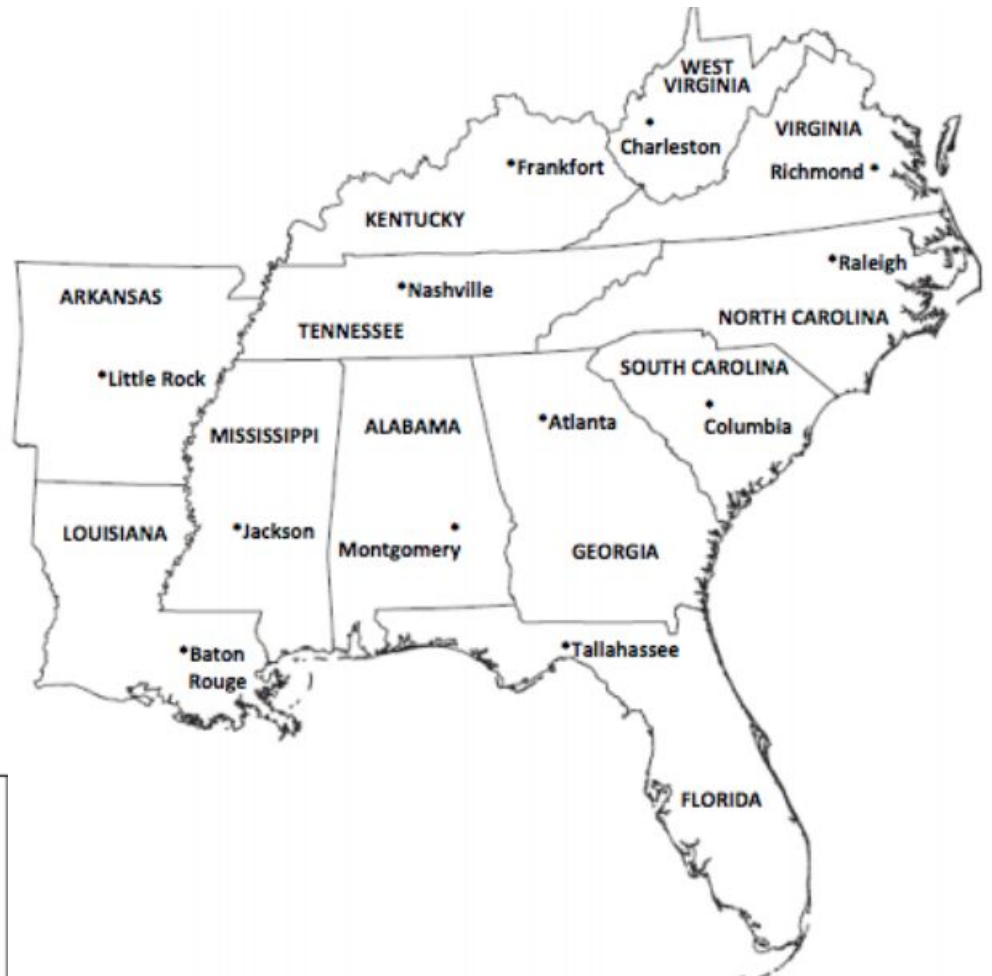 WEST
VIRGINIA
Charleston
VIRGINIA
Richmond
Frankfort
KENTUCKY
Raleigh
Nashville
ARKANSAS
NORTH CAROLINA
TENNESSEE
SOUTH CAROLINA
Little Rock
Atlanta
Columbia
ALABAMA
MISSISSIPPI
Jackson
LOUISIANA
Montgomery
GEORGIA
Tallahassee
Baton
Rouge
FLORIDA